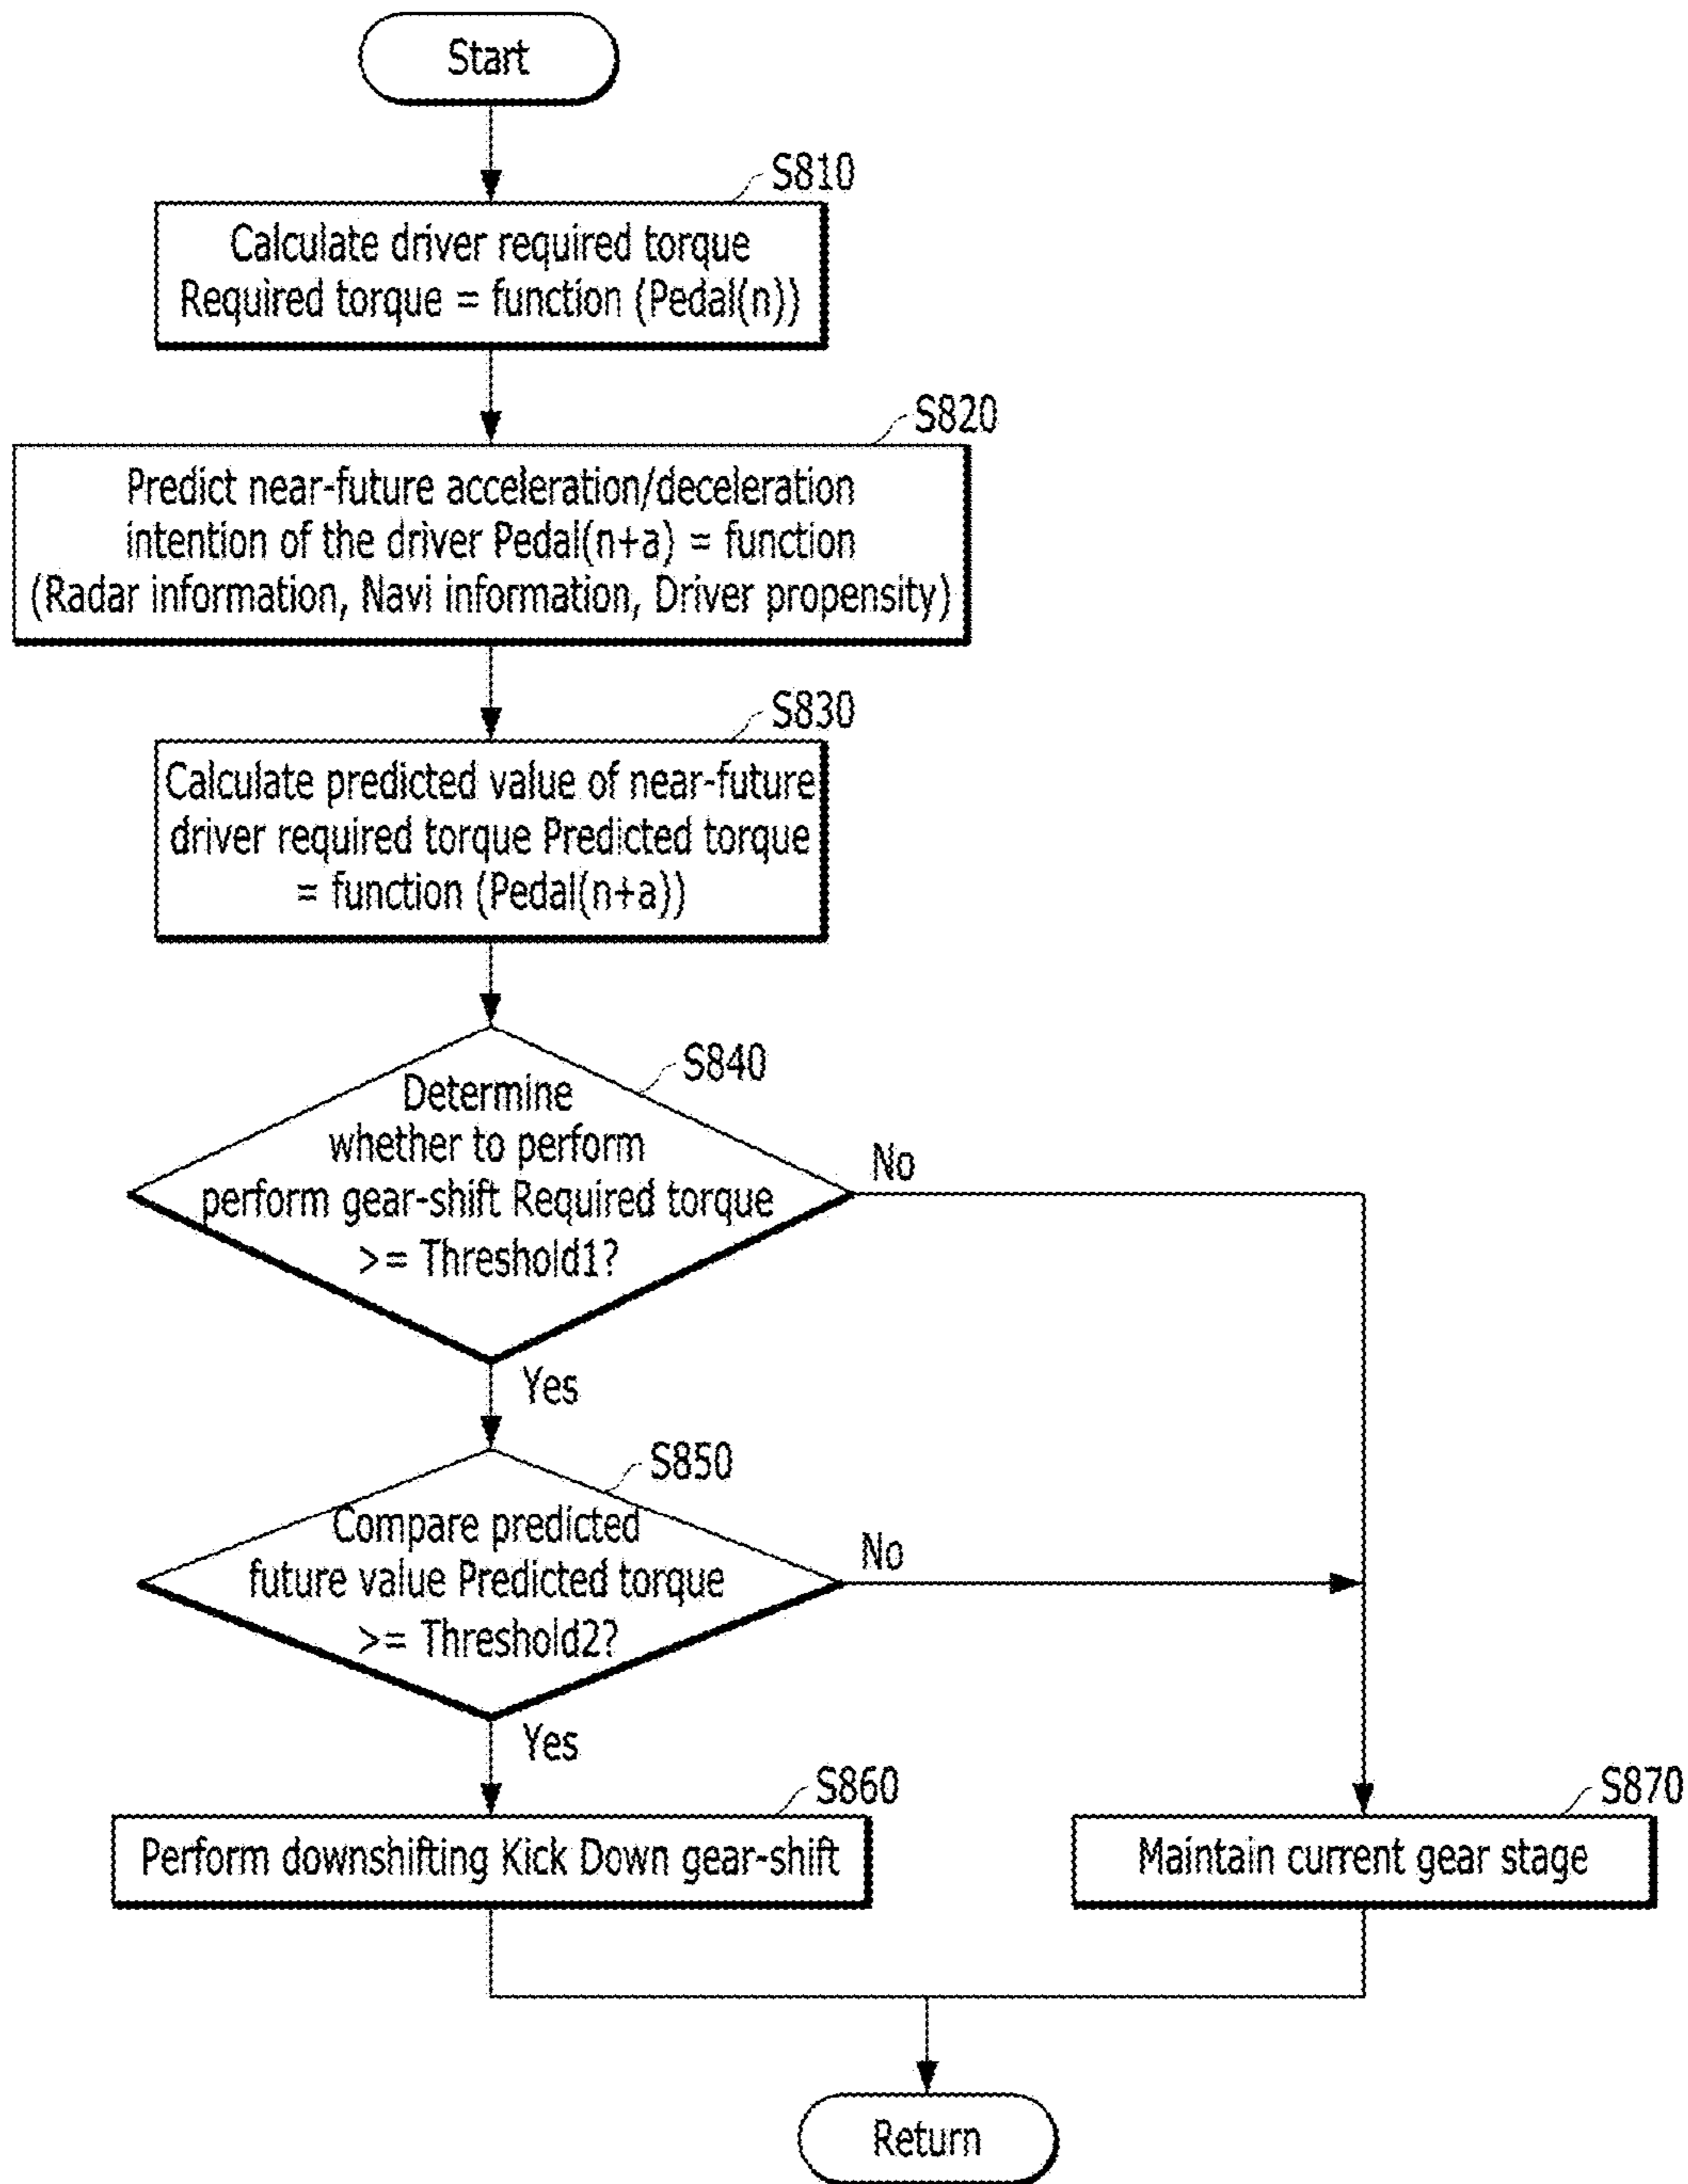 Start
S810
Calculate driver required torque
Required torque = function (Pedal(n))
S820
Predict near-future acceleration/deceleration
intention of the driver Pedal(n+a) = function
(Radar information, Navi information, Driver propensity)
S830
Calculate predicted value of near-future
driver required torque Predicted torque
= function (Pedal(n+a))
S840
Determine
whether to perform
perform gear-shift Required torque
>= Threshold1?
No
Yes
S850
Compare predicted
future value Predicted torque
>= Threshold2?
No
Yes
S860
Perform downshifting Kick Down gear-shift
S870
Maintain current gear stage
Return